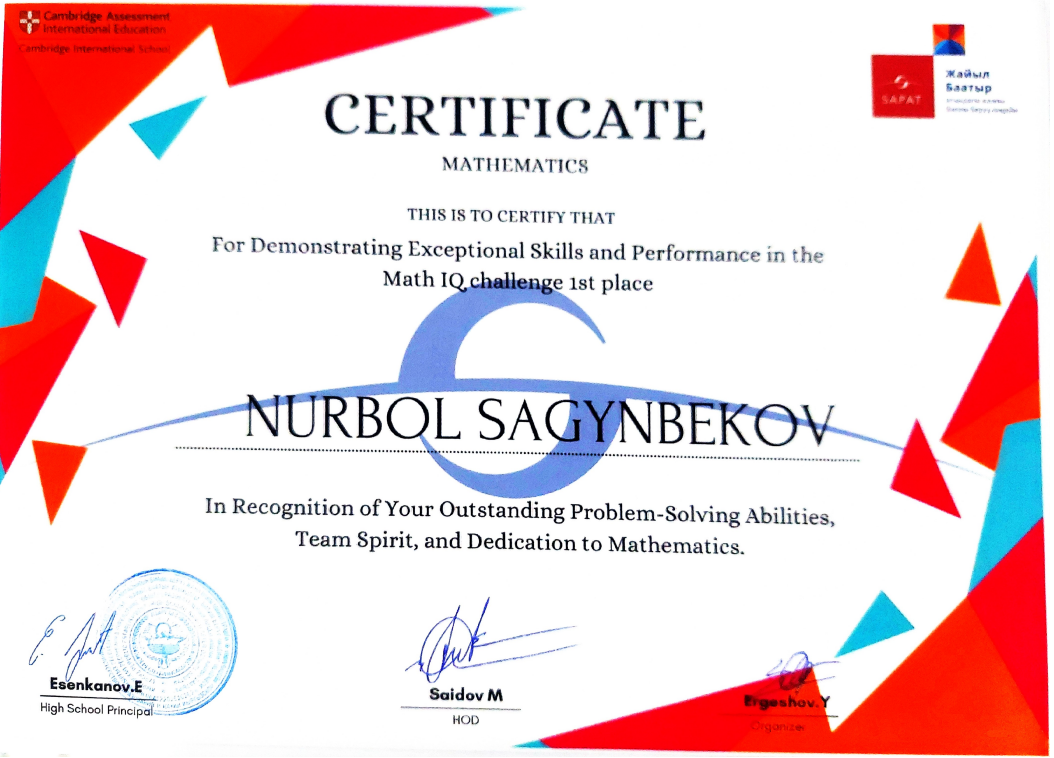 Cambridge Assessment
International Education
Cambridge International School
SAPAT
Жайыл
Баатыр
CERTIFICATE
MATHEMATICS
THIS IS TO CERTIFY THAT
For Demonstrating Exceptional Skills and Performance in the
Math IQ challenge 1st place
NURBOL SAGYNBEKOV
In Recognition of Your Outstanding Problem-Solving Abilities,
Team Spirit, and Dedication to Mathematics.
Esenkanov.E
High School Principal
Saidov M
HOD
Ergeshov.Y
Organizer